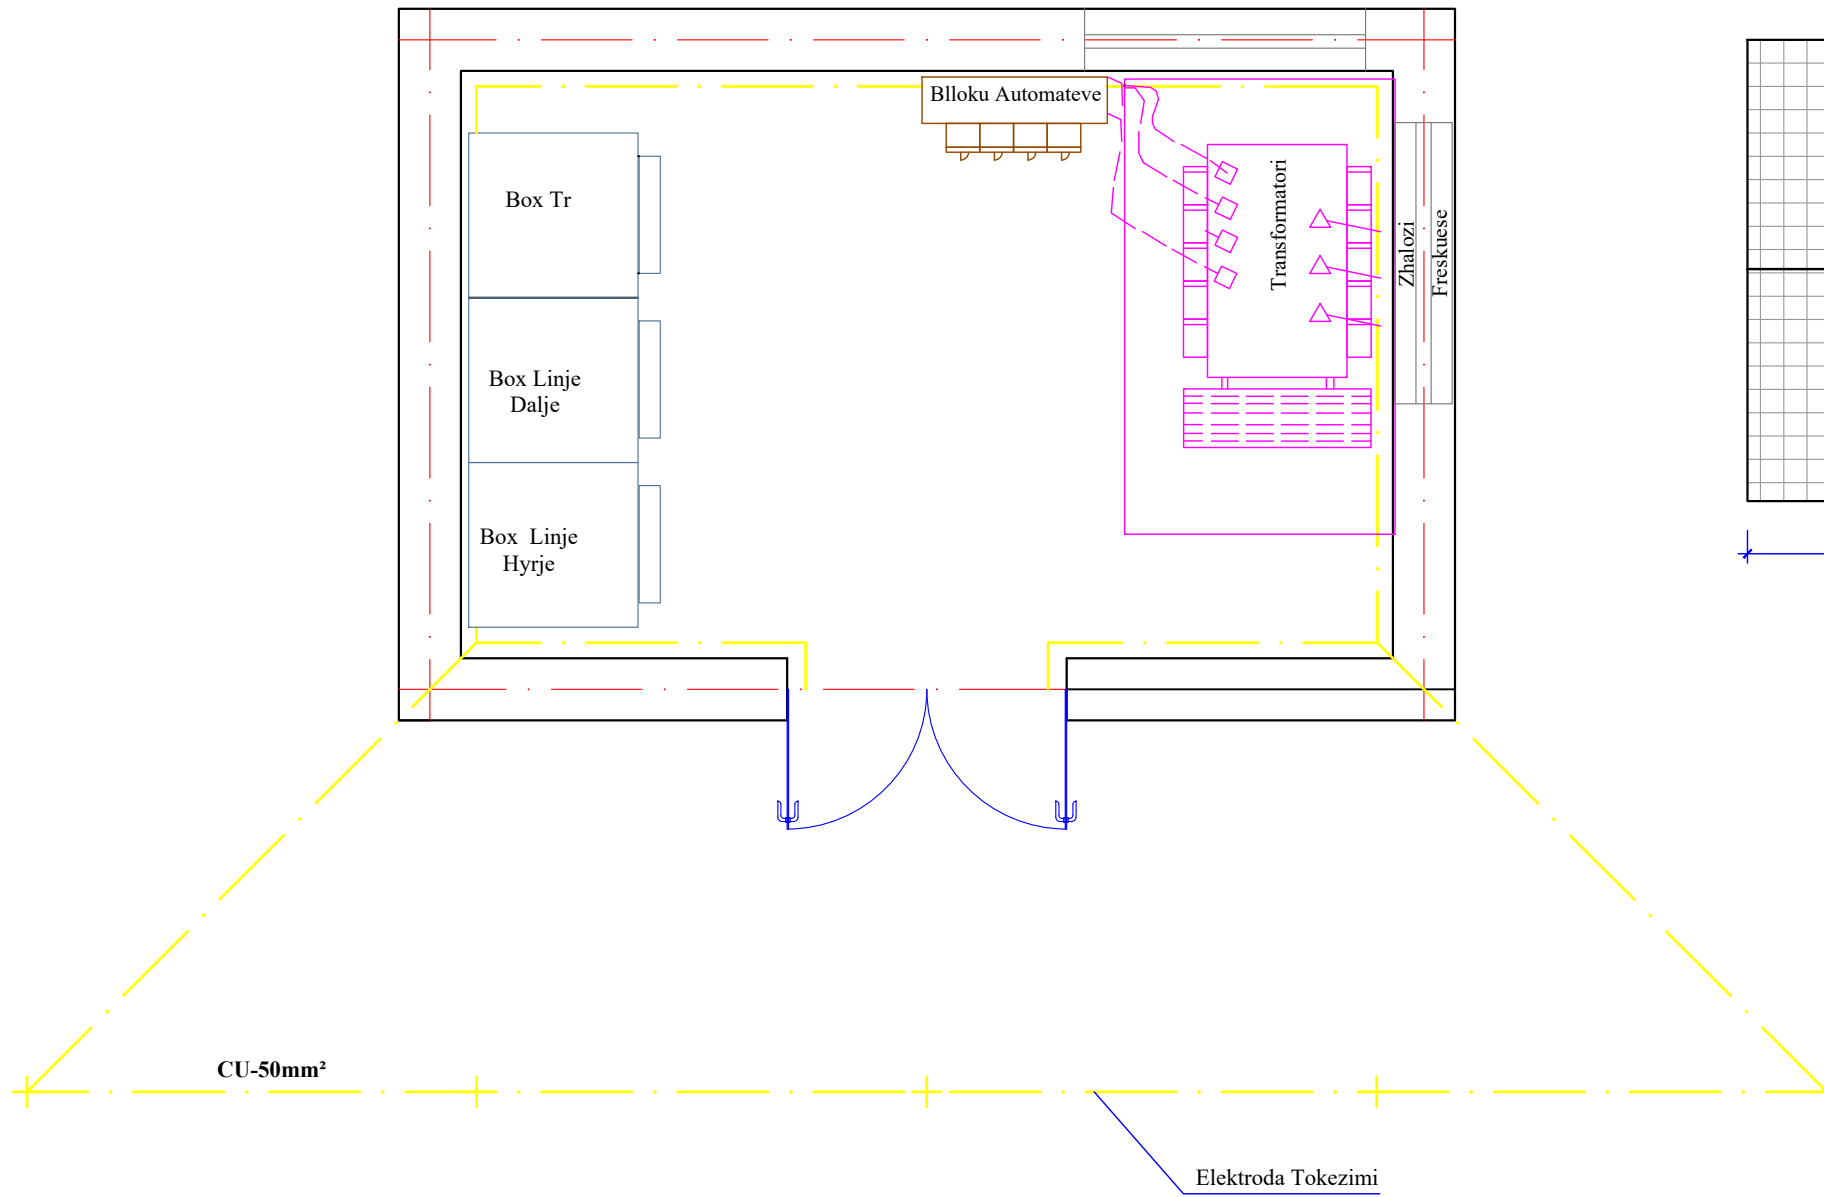 Blloku Automateve
Box Tr
Transformatori
Zhalozi
Freskuese
Box Linje
Dalje
Box Linje
Hyrje
CU-50mm²
Elektroda Tokezimi